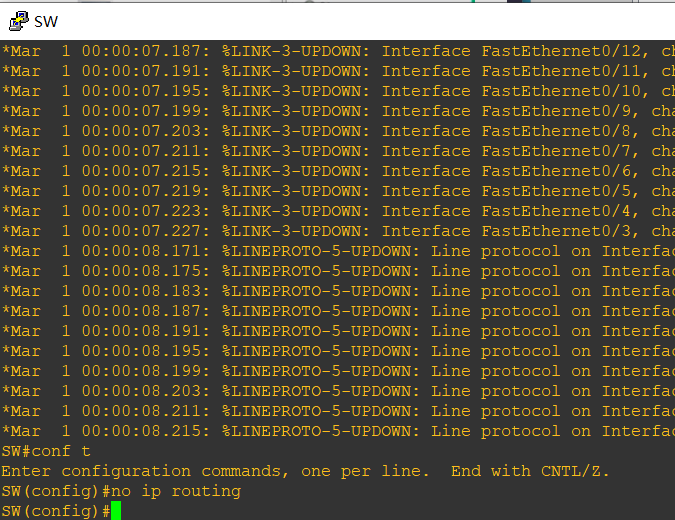 SW
*Mar  1 00:00:07.187: %LINK-3-UPDOWN: Interface FastEthernet0/12, ch
*Mar  1 00:00:07.191: %LINK-3-UPDOWN: Interface FastEthernet0/11, ch
*Mar  1 00:00:07.195: %LINK-3-UPDOWN: Interface FastEthernet0/10, ch
*Mar  1 00:00:07.199: %LINK-3-UPDOWN: Interface FastEthernet0/9, cha
*Mar  1 00:00:07.203: %LINK-3-UPDOWN: Interface FastEthernet0/8, cha
*Mar  1 00:00:07.211: %LINK-3-UPDOWN: Interface FastEthernet0/7, cha
*Mar  1 00:00:07.215: %LINK-3-UPDOWN: Interface FastEthernet0/6, cha
*Mar  1 00:00:07.219: %LINK-3-UPDOWN: Interface FastEthernet0/5, cha
*Mar  1 00:00:07.223: %LINK-3-UPDOWN: Interface FastEthernet0/4, cha
*Mar  1 00:00:07.227: %LINK-3-UPDOWN: Interface FastEthernet0/3, cha
*Mar  1 00:00:08.171: %LINEPROTO-5-UPDOWN: Line protocol on Interfac
*Mar  1 00:00:08.175: %LINEPROTO-5-UPDOWN: Line protocol on Interfac
*Mar  1 00:00:08.183: %LINEPROTO-5-UPDOWN: Line protocol on Interfac
*Mar  1 00:00:08.187: %LINEPROTO-5-UPDOWN: Line protocol on Interfac
*Mar  1 00:00:08.191: %LINEPROTO-5-UPDOWN: Line protocol on Interfac
*Mar  1 00:00:08.195: %LINEPROTO-5-UPDOWN: Line protocol on Interfac
*Mar  1 00:00:08.199: %LINEPROTO-5-UPDOWN: Line protocol on Interfac
*Mar  1 00:00:08.203: %LINEPROTO-5-UPDOWN: Line protocol on Interfac
*Mar  1 00:00:08.211: %LINEPROTO-5-UPDOWN: Line protocol on Interfac
*Mar  1 00:00:08.215: %LINEPROTO-5-UPDOWN: Line protocol on Interfac
SW#conf t
Enter configuration commands, one per line.  End with CNTL/Z.
SW(config)#no ip routing
SW(config)#